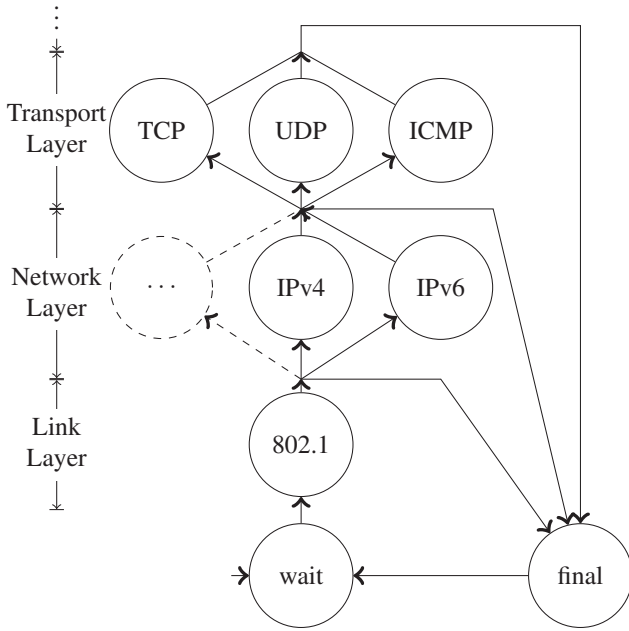 ⋮
Transport
Layer
TCP
UDP
ICMP
Network
Layer
...
IPv4
IPv6
Link
Layer
802.1
wait
final